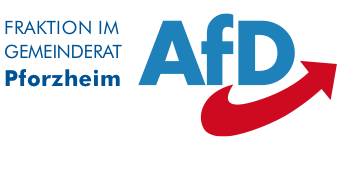 FRAKTION IM
GEMEINDERAT
Pforzheim
AfD